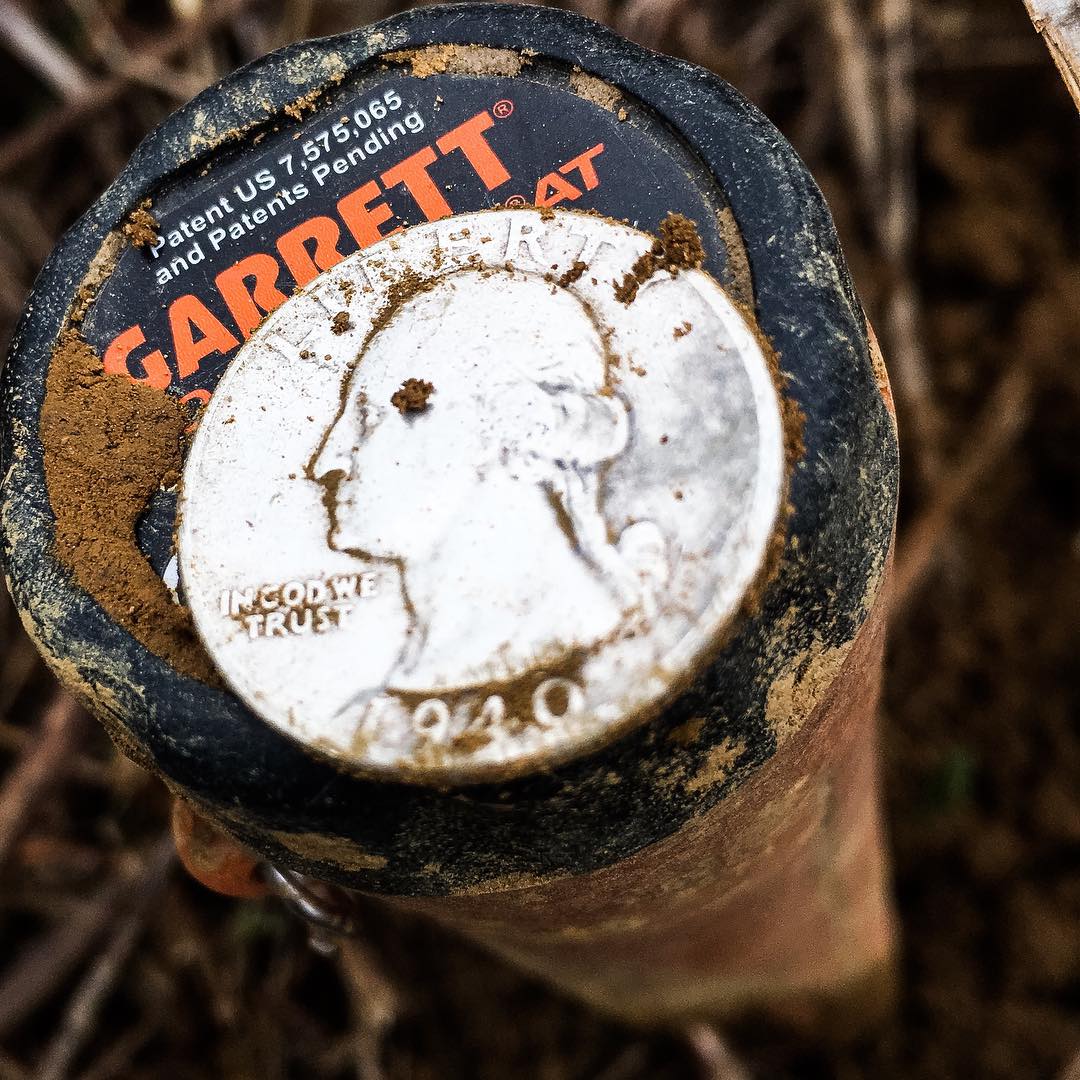 Patent US 7,575,065
and Patents Pending
GARRETT®
AT
LIBERTY
IN GOD WE
TRUST
1940